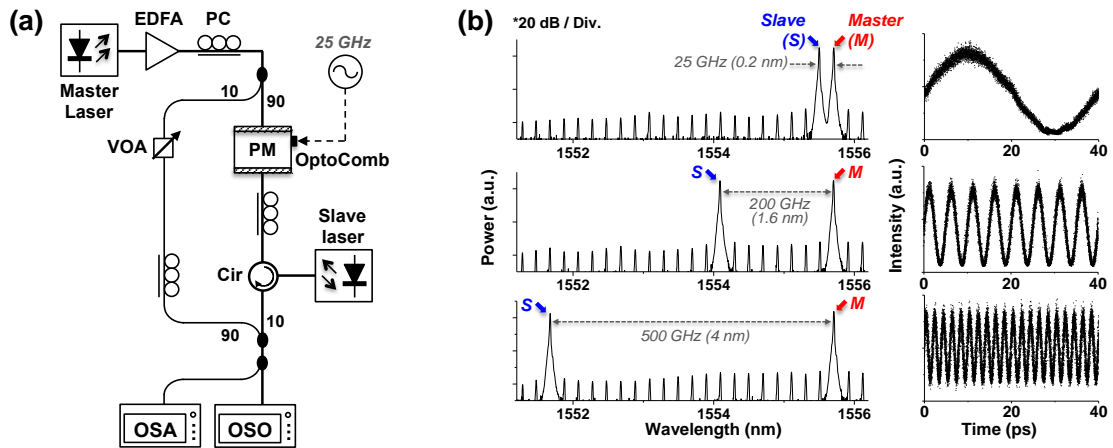 (a)
EDFA
PC
25 GHz
Master
Laser
10
90
VOA
PM
OptoComb
Slave
laser
Cir
10
90
OSA
OSO
(b)
*20 dB / Div.
Slave
(S)
Master
(M)
25 GHz (0.2 nm)
1552
1554
1556
0
20
40
S
M
200 GHz
(1.6 nm)
1552
1554
1556
0
20
40
S
M
500 GHz (4 nm)
1552
1554
1556
0
20
40
Power (a.u.)
Intensity (a.u.)
Wavelength (nm)
Time (ps)